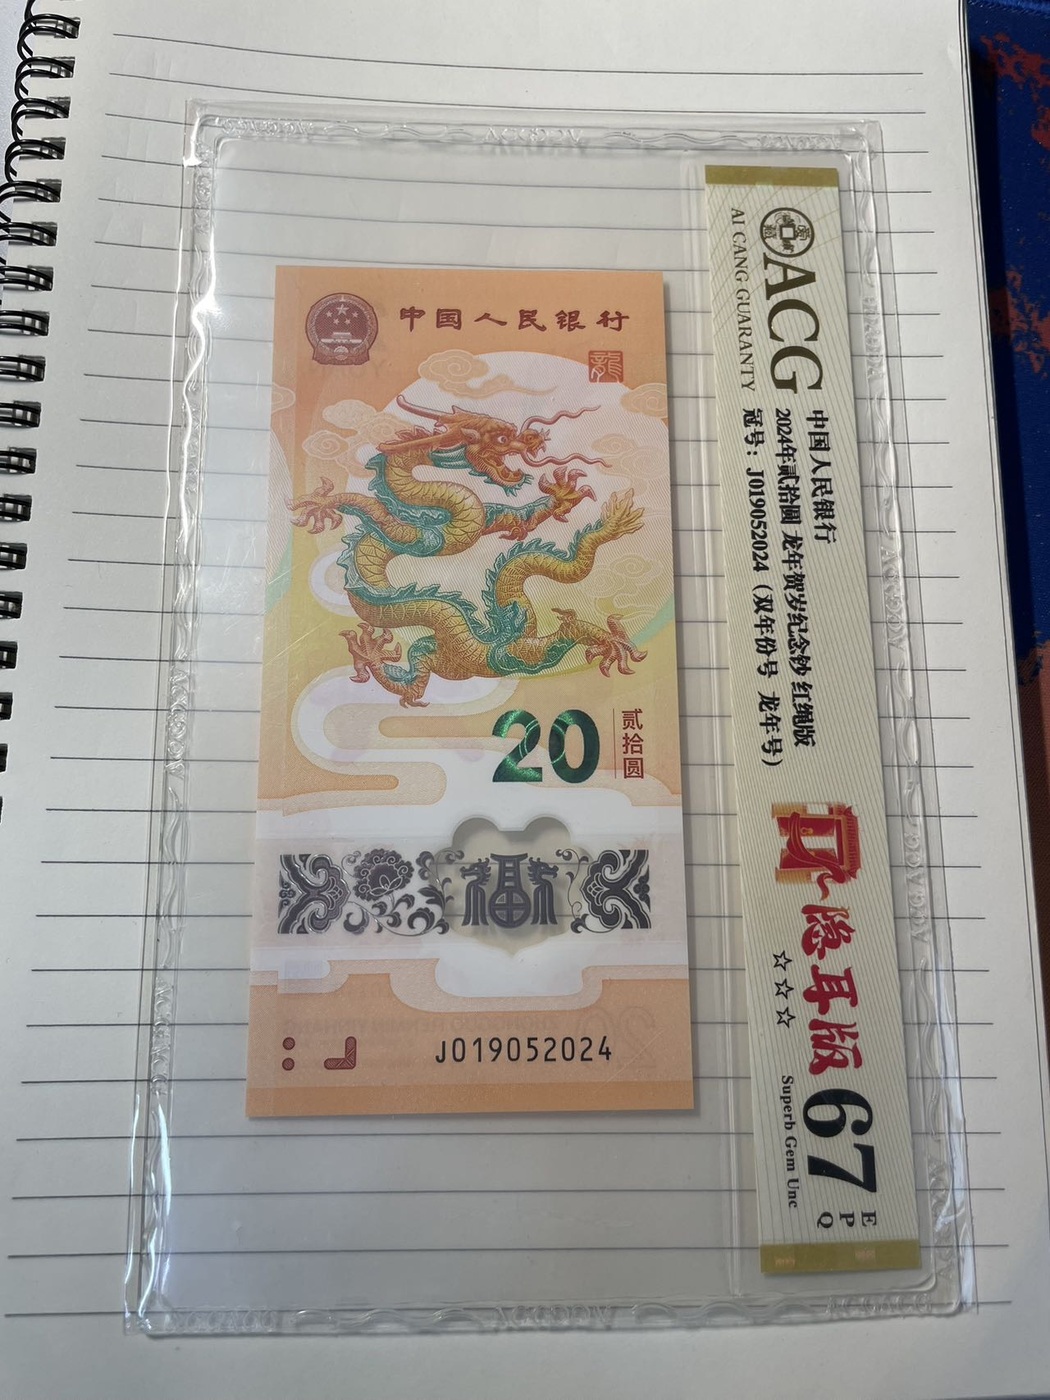 中国人民银行
龍
20
贰拾圆
福
J019052024
ACG
AI CANG GUARANTY
中国人民银行
2024年贰拾圆 龙年贺岁纪念钞 红绳版
冠号：J019052024（双年份号 龙年号）
隐耳版
☆☆☆
67
EPQ
Superb Gem Unc